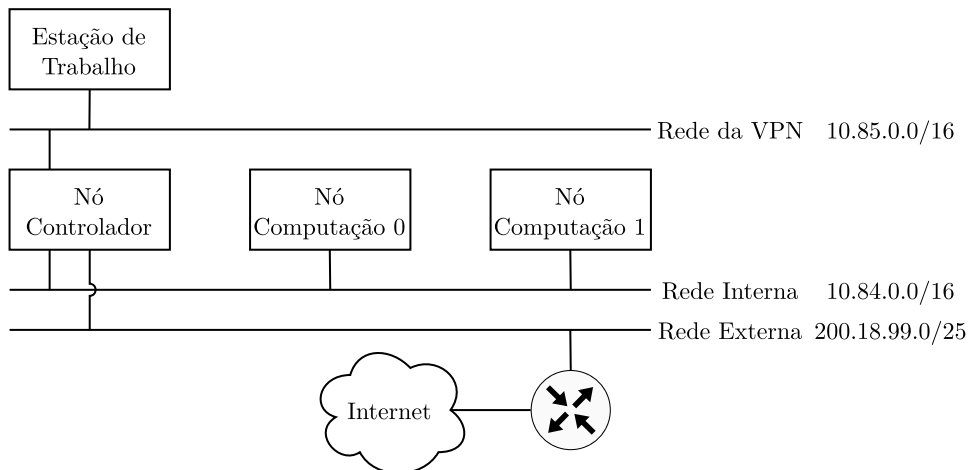 Estação de
Trabalho
Rede da VPN 10.85.0.0/16
Nó
Controlador
Nó
Computação 0
Nó
Computação 1
Rede Interna 10.84.0.0/16
Rede Externa 200.18.99.0/25
Internet